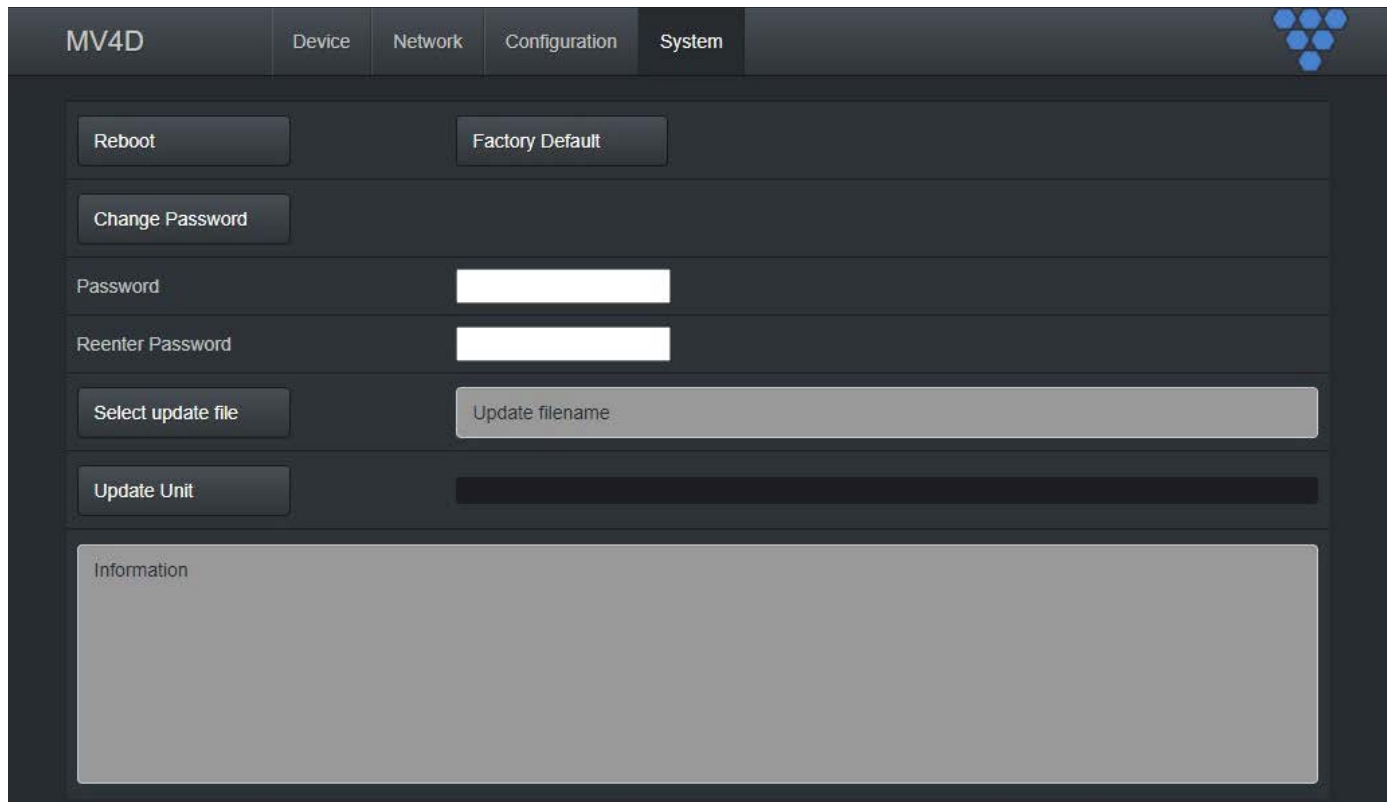 MV4D Device Network Configuration System
Reboot Factory Default
Change Password
Password
Reenter Password
Select update file Update filename
Update Unit
Information